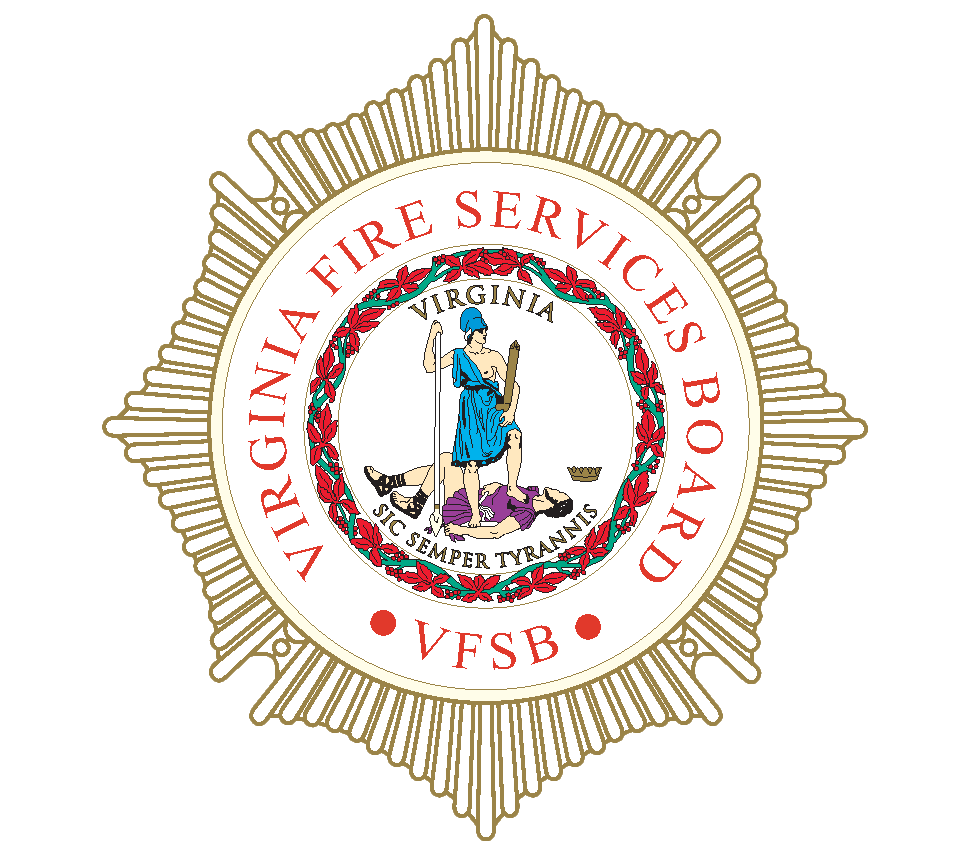 VIRGINIA FIRE SERVICES BOARD
VIRGINIA
SIC SEMPER TYRANNIS
• VFSB •